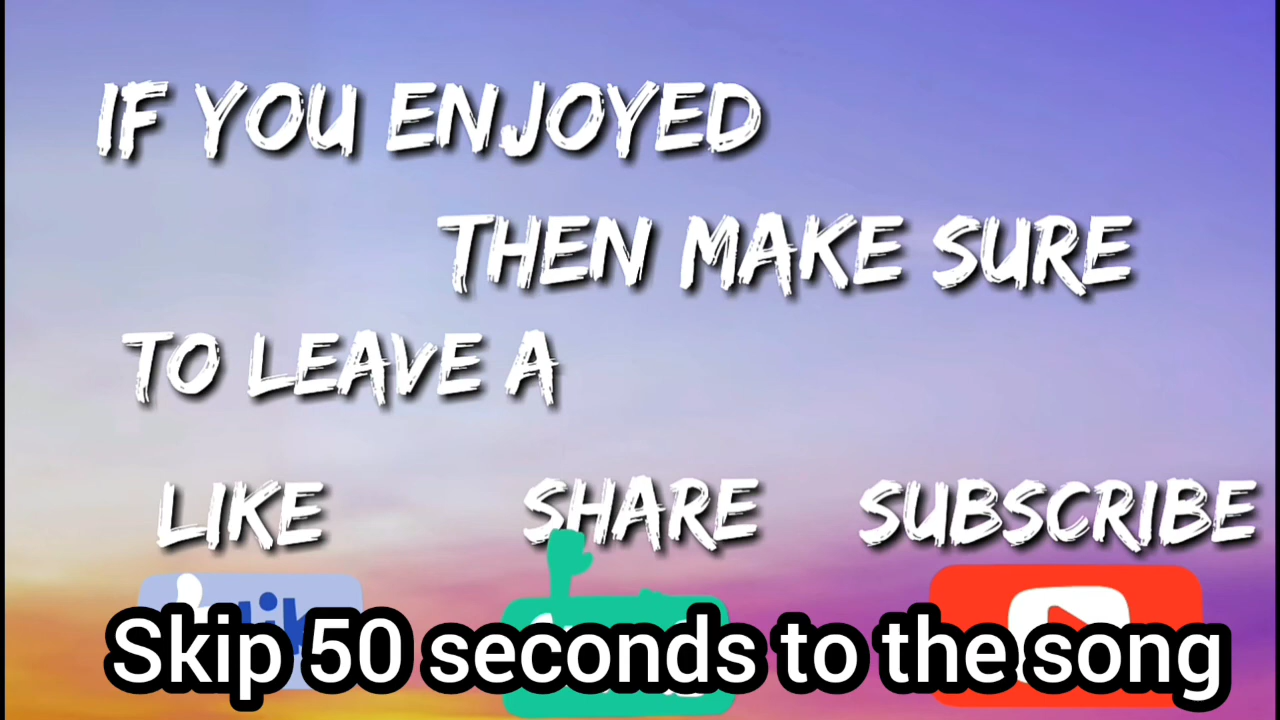 IF YOU ENJOYED
THEN MAKE SURE
TO LEAVE A
LIKE SHARE SUBSCRIBE
Skip 50 seconds to the song